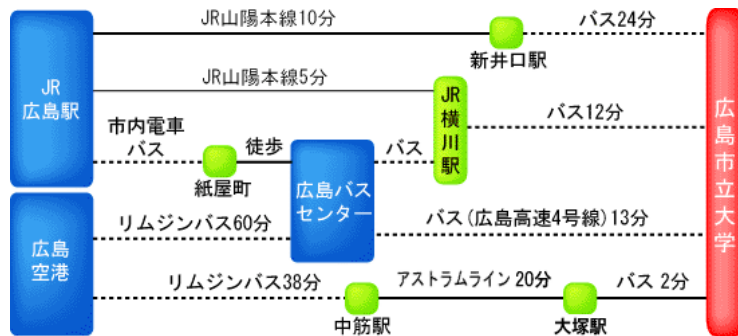 JR山陽本線10分
バス24分
新井口駅
JR
広島駅
JR山陽本線5分
JR
横川駅
バス12分
市内電車
バス
徒歩
バス
紙屋町
広島バス
センター
広島市立大学
広島
空港
リムジンバス60分
バス(広島高速4号線)13分
リムジンバス38分
アストラムライン 20分
バス 2分
中筋駅
大塚駅